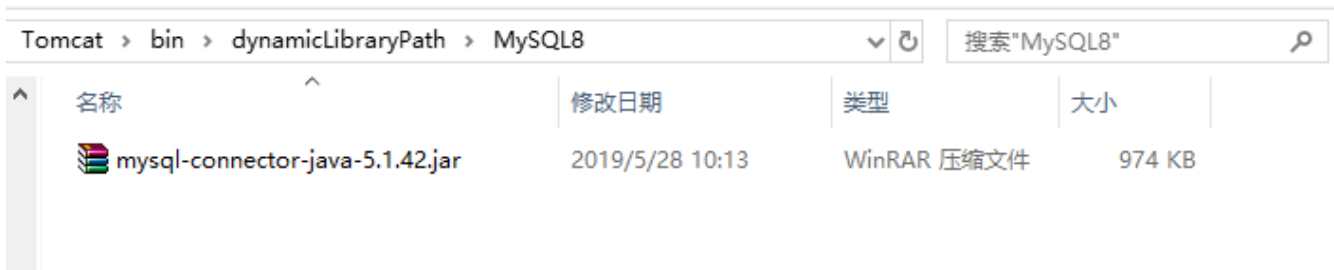 Tomcat > bin > dynamicLibraryPath > MySQL8 搜索"MySQL8"
名称 修改日期 类型 大小
mysql-connector-java-5.1.42.jar 2019/5/28 10:13 WinRAR 压缩文件 974 KB